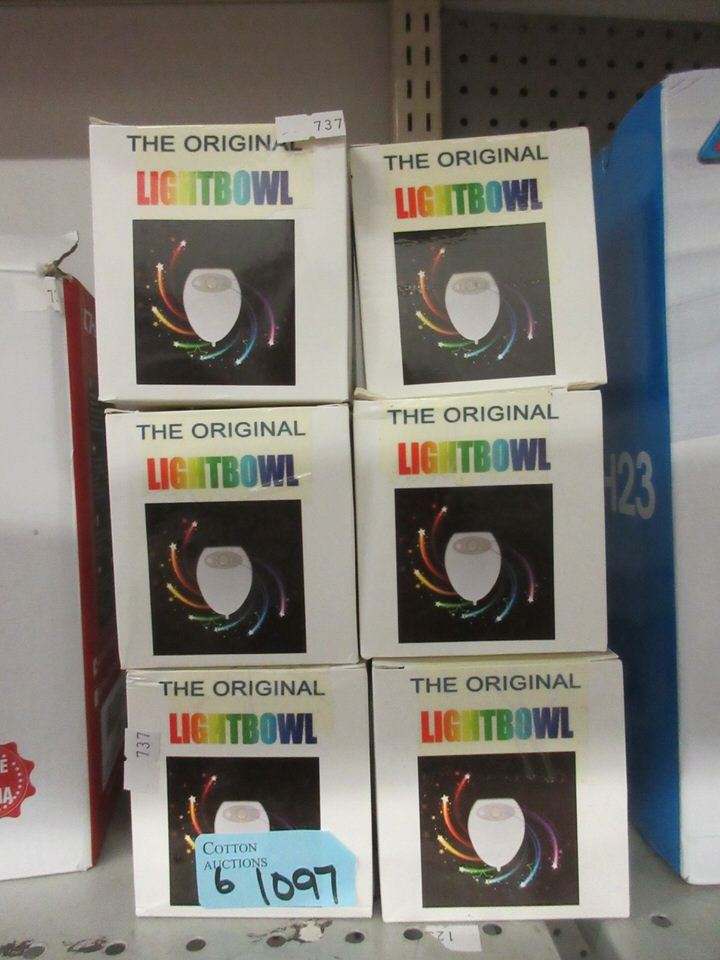 737
THE ORIGINAL
LIGHTBOWL
THE ORIGINAL
LIGHTBOWL
THE ORIGINAL
LIGHTBOWL
THE ORIGINAL
LIGHTBOWL
H23
THE ORIGINAL
LIGHTBOWL
737
COTTON
AUCTIONS
6 1097
THE ORIGINAL
LIGHTBOWL